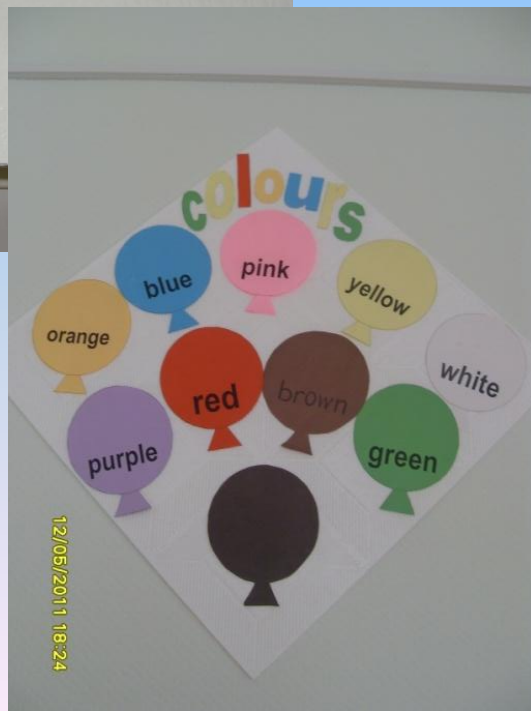 colours
blue
pink
yellow
orange
white
red
brown
purple
green
12/05/2011 18:24